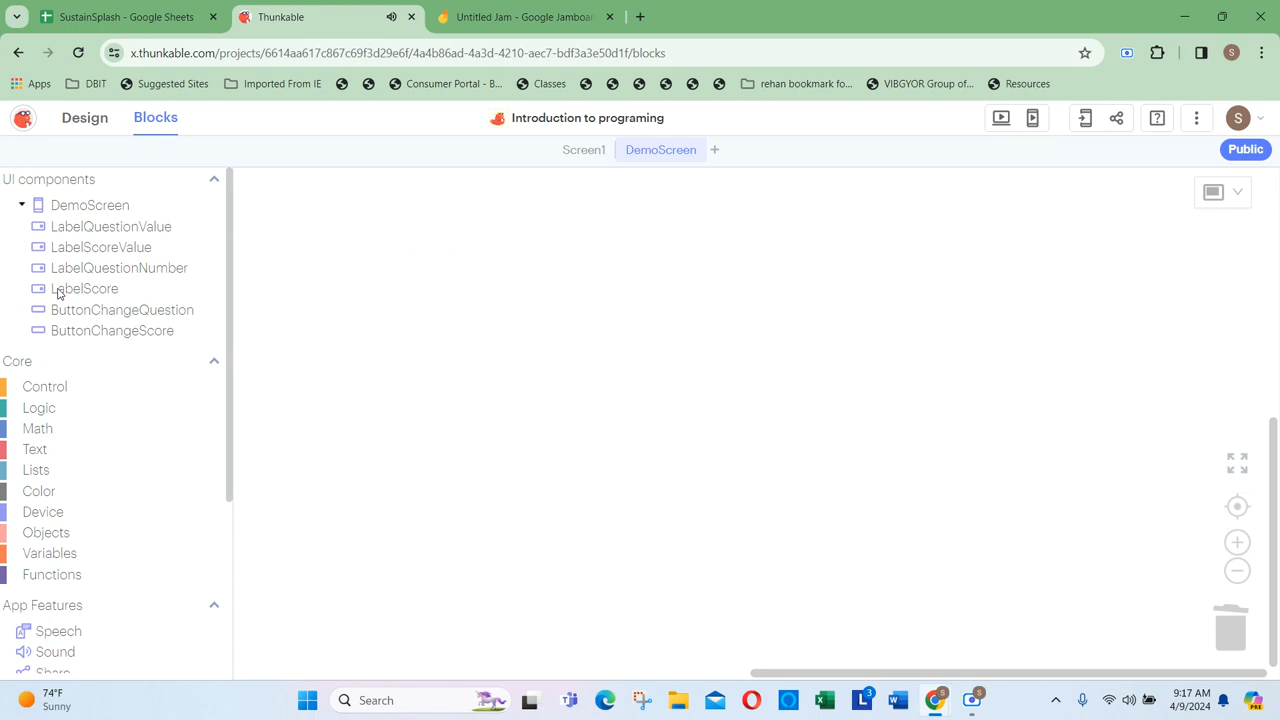 SustainSplash - Google Sheets
Thunkable
Untitled Jam - Google Jamboar
x.thunkable.com/projects/6614aa617c867c69f3d29e6f/4a4b86ad-4a3d-4210-aec7-bdf3a3e50d1f/blocks
S
Apps
DBIT
Suggested Sites
Imported From IE
Consumer Portal - B...
Classes
rehan bookmark fo...
VIBGYOR Group of...
Resources
Design
Blocks
Introduction to programing
S
Screen1
DemoScreen
Public
UI components
DemoScreen
LabelQuestionValue
LabelScoreValue
LabelQuestionNumber
LabelScore
ButtonChangeQuestion
ButtonChangeScore
Core
Control
Logic
Math
Text
Lists
Color
Device
Objects
Variables
Functions
App Features
Speech
Sound
Share
74°F
Sunny
Search
3
S
S
9:17 AM
4/9/2024
PRE